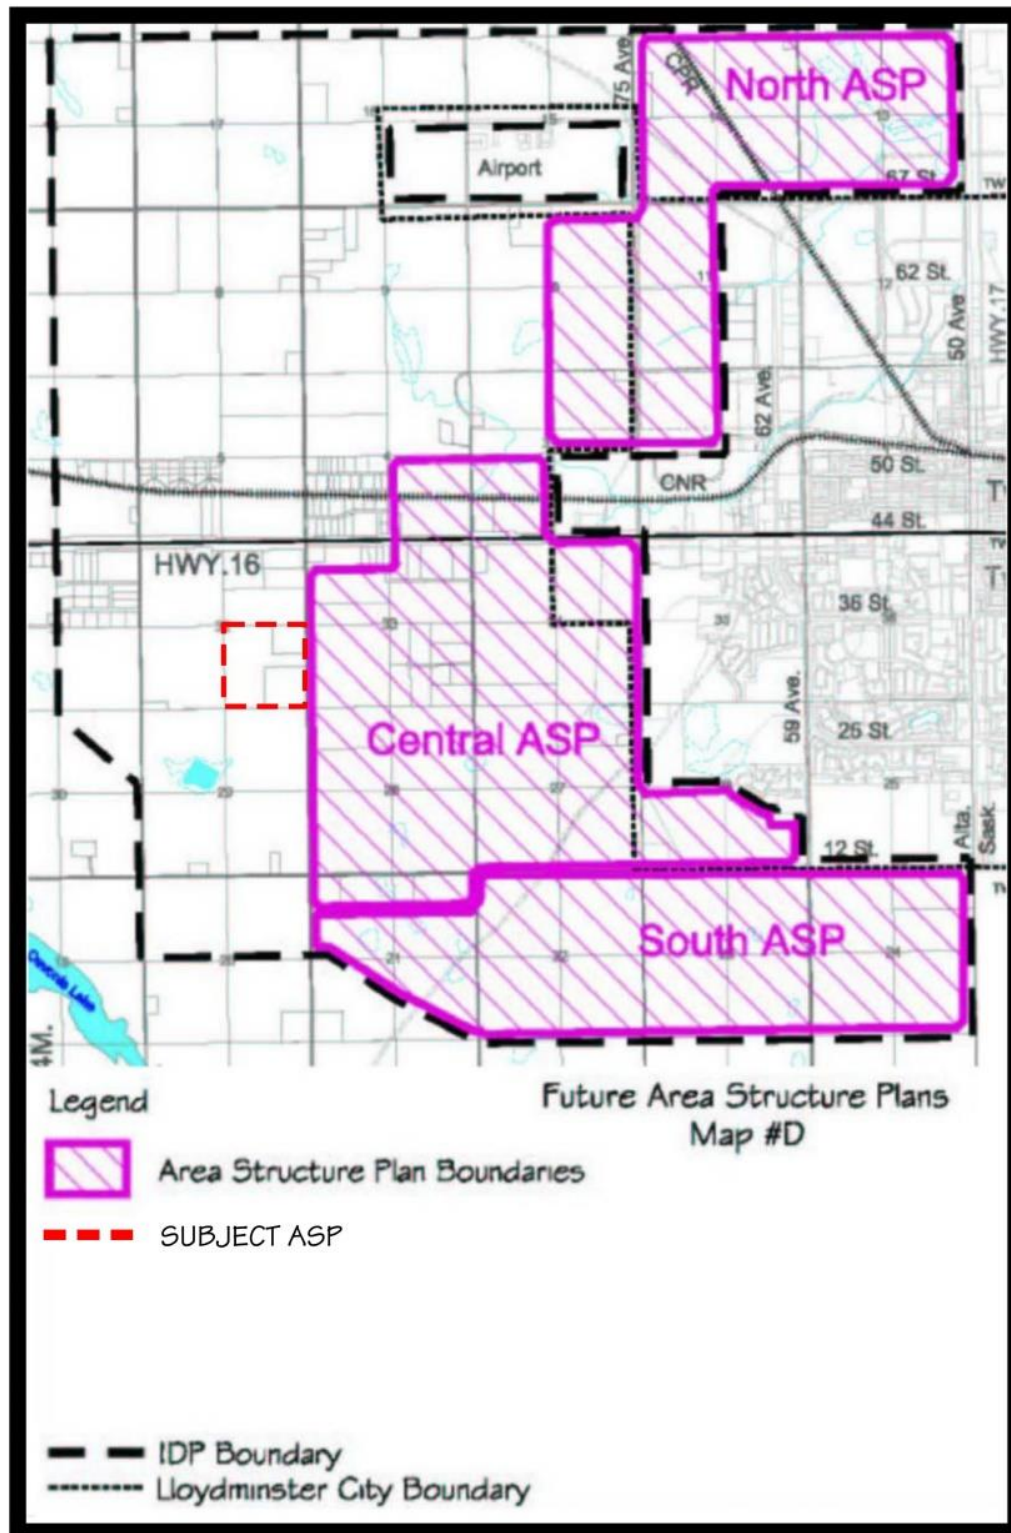 75 Ave
CPR
North ASP
Airport
67 St.
TW
62 St.
50 Ave
HWY.17
62 Ave.
50 St.
CNR
44 St.
HWY.16
36 St.
59 Ave.
Central ASP
25 St.
12 St.
Alta.
Sask.
South ASP
4M.
Legend
Future Area Structure Plans
Map #D
Area Structure Plan Boundaries
SUBJECT ASP
IDP Boundary
Lloydminster City Boundary